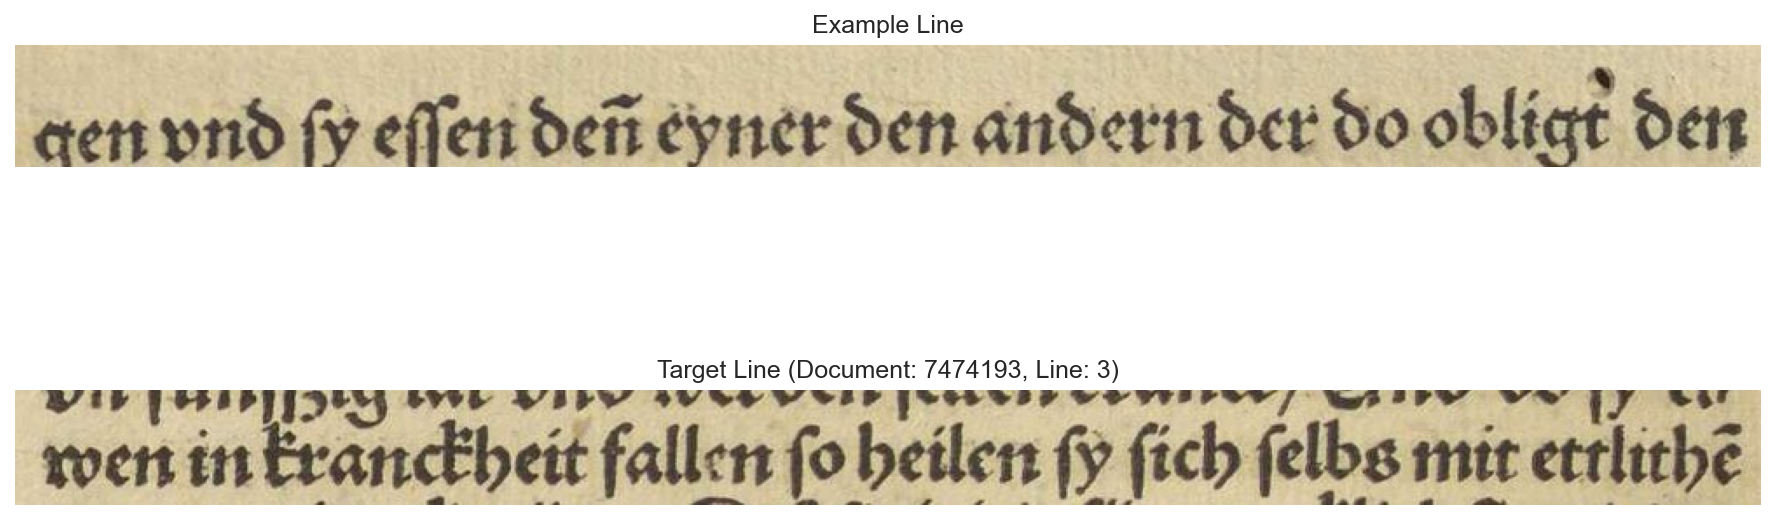 Example Line
gen vnd ſy eſſen deñ eyner den andern der do obligt den
Target Line (Document: 7474193, Line: 3)
wen in kranckheit fallen ſo heilen ſy ſich ſelbs mit ettlithē